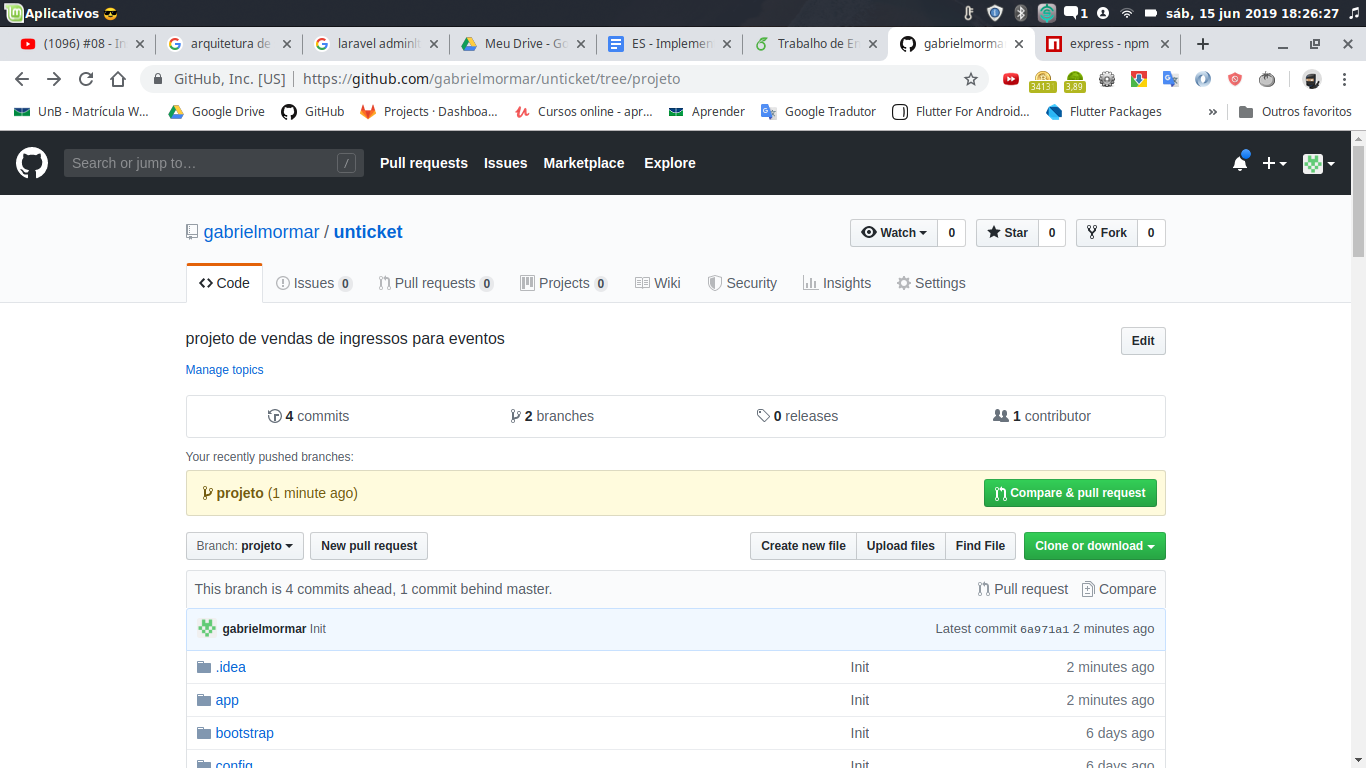 Aplicativos 1 sáb, 15 jun 2019 18:26:27
(1096) #08 - In arquitetura de laravel adminlt Meu Drive - Go ES - Implemen Trabalho de En gabrielmorma express - npm
GitHub, Inc. [US] https://github.com/gabrielmormar/unticket/tree/projeto 3413 3,89
UnB - Matrícula W... Google Drive GitHub Projects · Dashboa... Cursos online - apr... Aprender Google Tradutor Flutter For Android... Flutter Packages » Outros favoritos
Search or jump to… / Pull requests Issues Marketplace Explore
gabrielmormar / unticket Watch 0 Star 0 Fork 0
Code Issues 0 Pull requests 0 Projects 0 Wiki Security Insights Settings
projeto de vendas de ingressos para eventos Edit
Manage topics
4 commits 2 branches 0 releases 1 contributor
Your recently pushed branches:
projeto (1 minute ago) Compare & pull request
Branch: projeto New pull request Create new file Upload files Find File Clone or download
This branch is 4 commits ahead, 1 commit behind master. Pull request Compare
gabrielmormar Init Latest commit 6a971a1 2 minutes ago
.idea Init 2 minutes ago
app Init 2 minutes ago
bootstrap Init 6 days ago
config Init 6 days ago